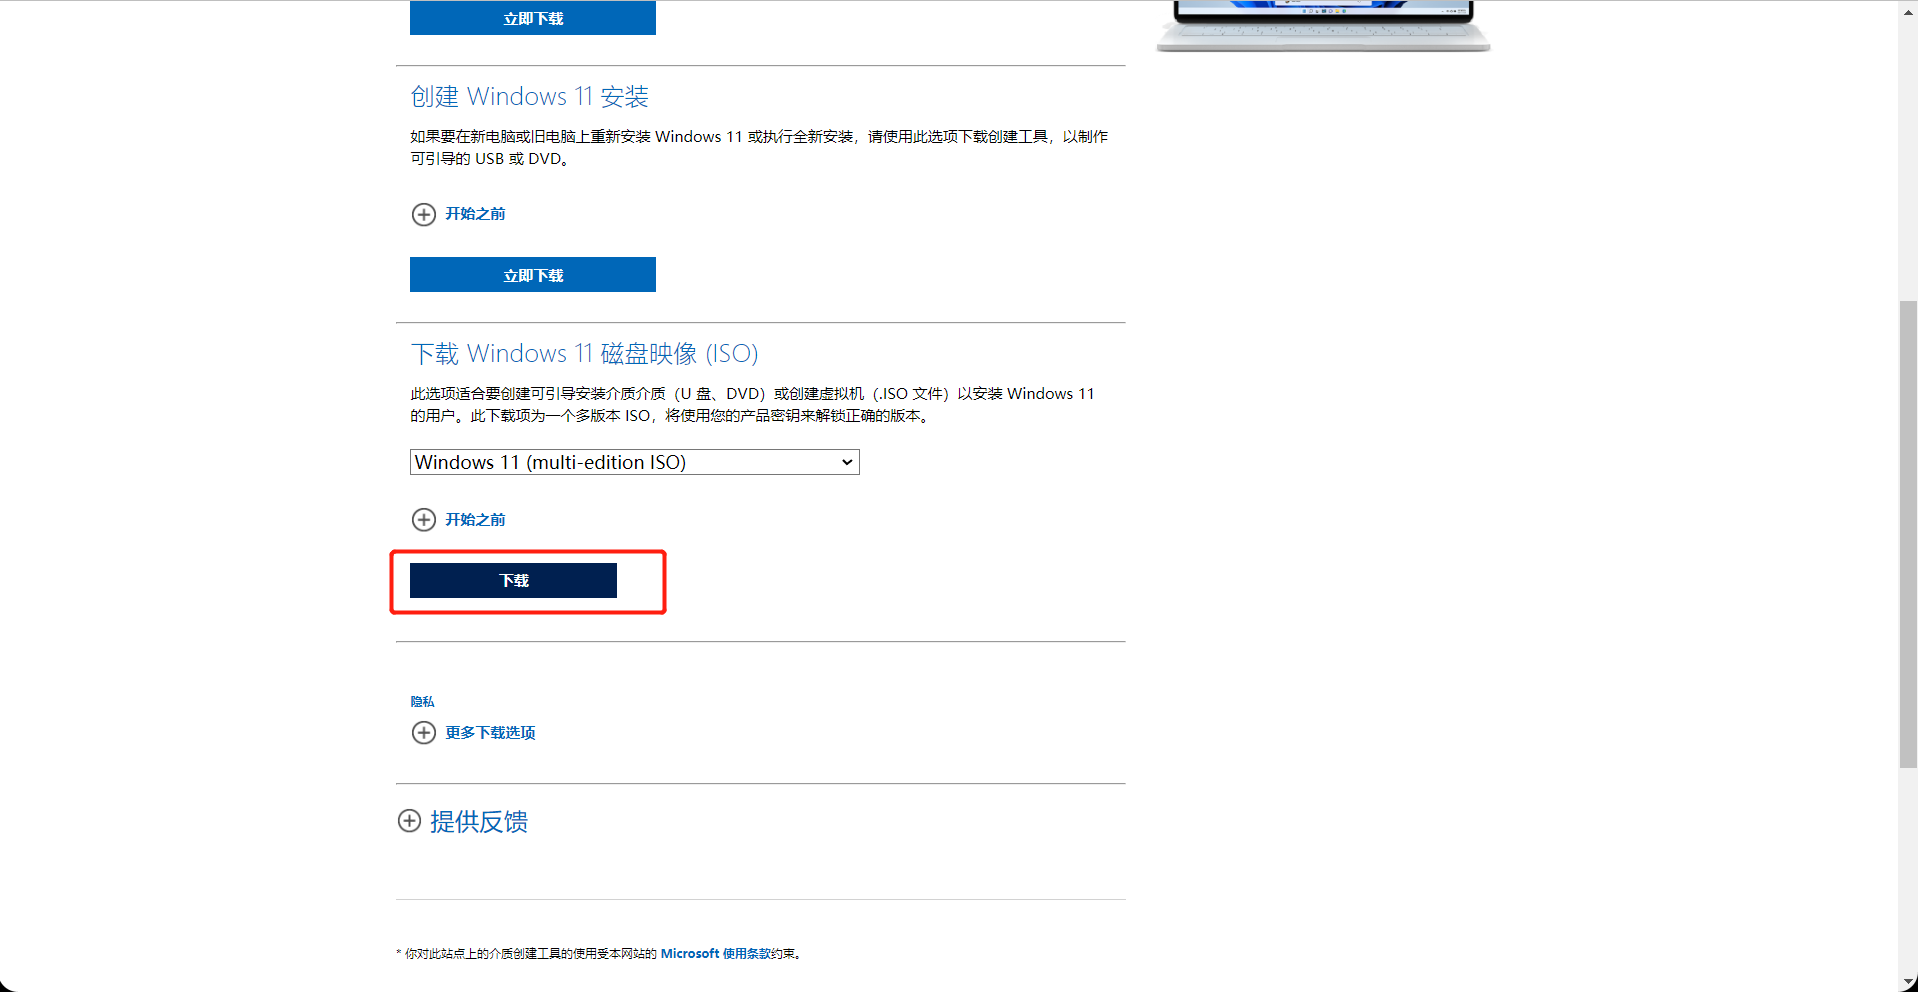 立即下载
创建 Windows 11 安装
如果要在新电脑或旧电脑上重新安装 Windows 11 或执行全新安装，请使用此选项下载创建工具，以制作
可引导的 USB 或 DVD。
开始之前
立即下载
下载 Windows 11 磁盘映像 (ISO)
此选项适合要创建可引导安装介质介质（U 盘、DVD）或创建虚拟机（.ISO 文件）以安装 Windows 11
的用户。此下载项为一个多版本 ISO，将使用您的产品密钥来解锁正确的版本。
Windows 11 (multi-edition ISO)
开始之前
下载
隐私
更多下载选项
提供反馈
* 你对此站点上的介质创建工具的使用受本网站的 Microsoft 使用条款约束。